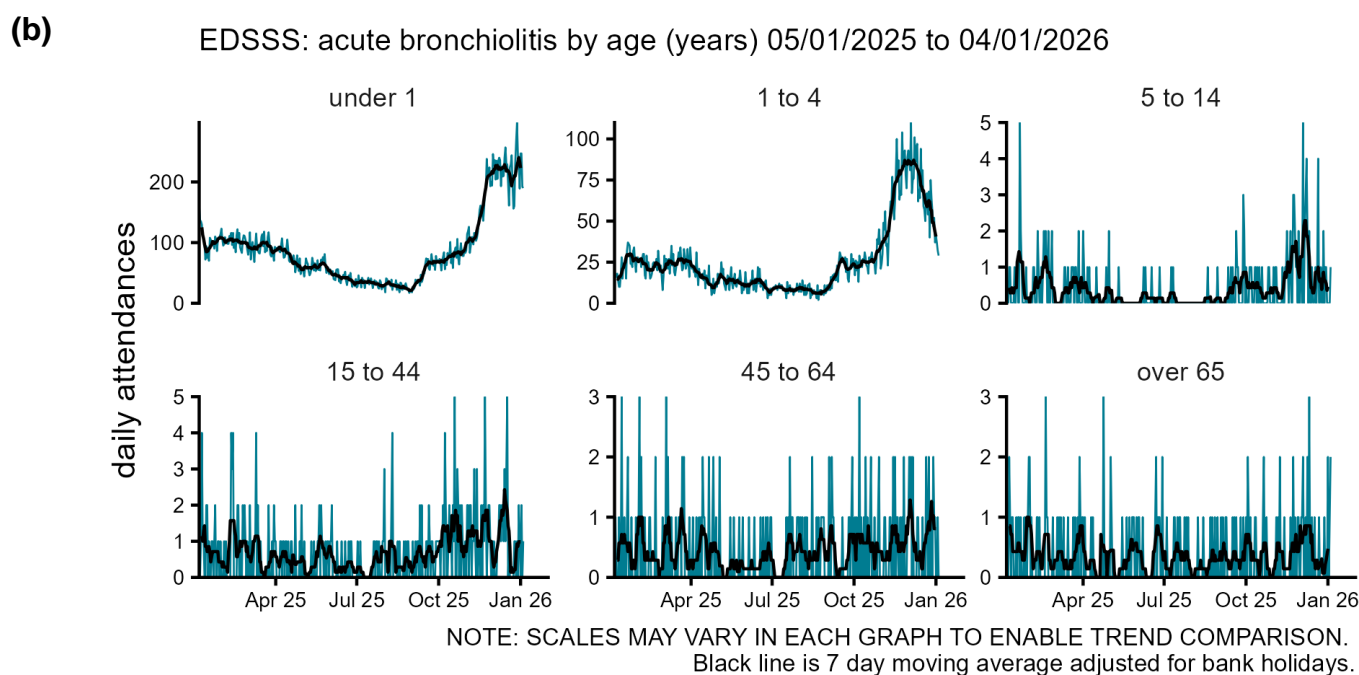 (b)
EDSSS: acute bronchiolitis by age (years) 05/01/2025 to 04/01/2026
under 1
1 to 4
5 to 14
200
100
0
100
75
50
25
0
5
4
3
2
1
0
daily attendances
15 to 44
45 to 64
over 65
5
4
3
2
1
0
3
2
1
0
3
2
1
0
Apr 25 Jul 25 Oct 25 Jan 26
Apr 25 Jul 25 Oct 25 Jan 26
Apr 25 Jul 25 Oct 25 Jan 26
NOTE: SCALES MAY VARY IN EACH GRAPH TO ENABLE TREND COMPARISON.
Black line is 7 day moving average adjusted for bank holidays.